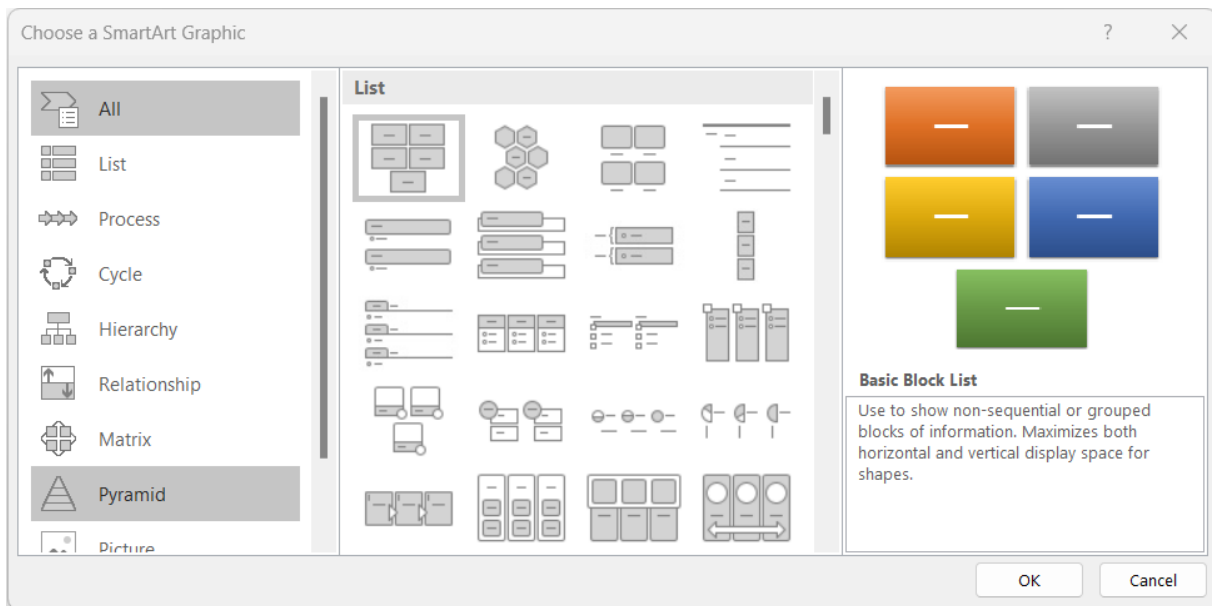 Choose a SmartArt Graphic
?
All
List
Process
Cycle
Hierarchy
Relationship
Matrix
Pyramid
Picture
List
Basic Block List
Use to show non-sequential or grouped
blocks of information. Maximizes both
horizontal and vertical display space for
shapes.
OK
Cancel